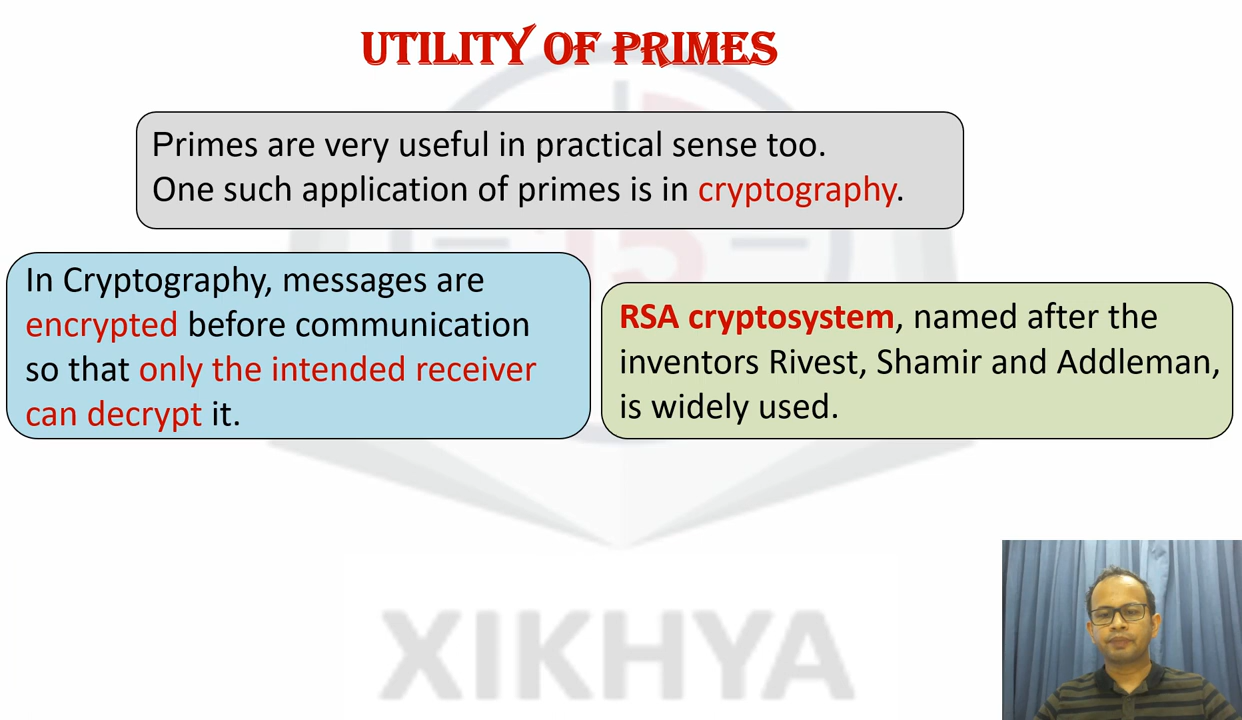 UTILITY OF PRIMES
Primes are very useful in practical sense too.
One such application of primes is in cryptography.
In Cryptography, messages are
encrypted before communication
so that only the intended receiver
can decrypt it.
RSA cryptosystem, named after the
inventors Rivest, Shamir and Addleman,
is widely used.
15
XIKHYA